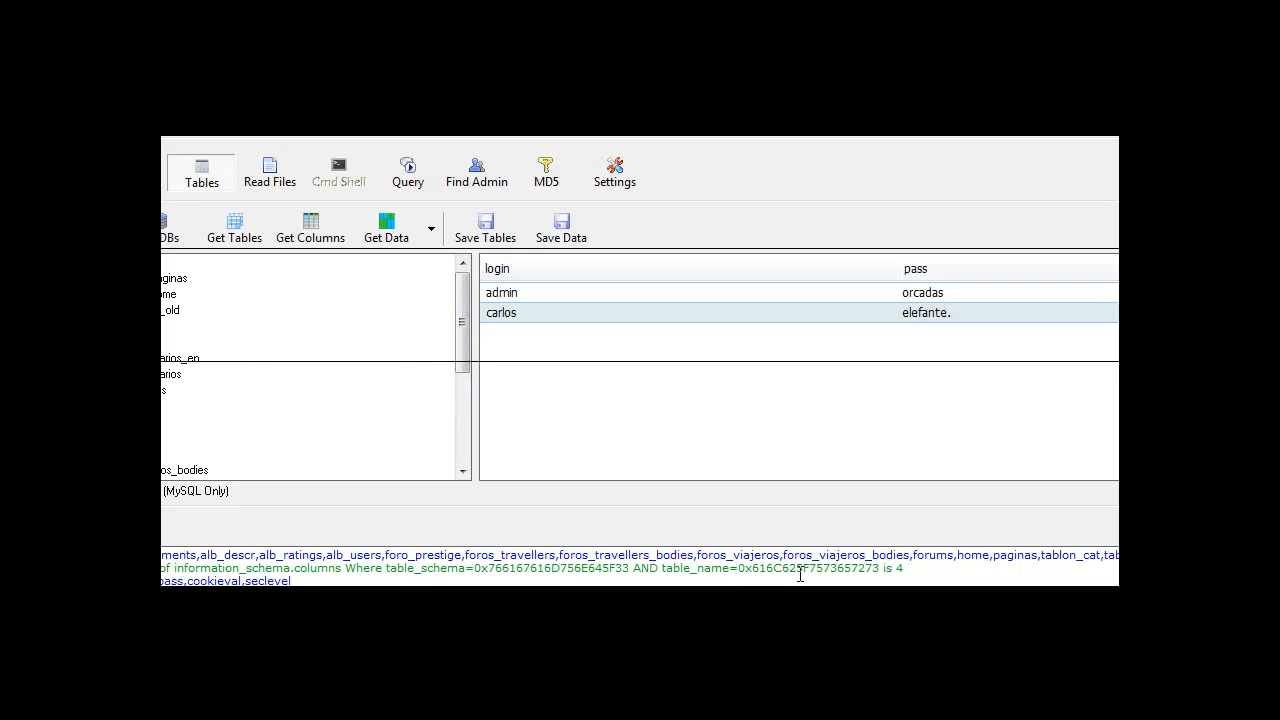 Tables Read Files Cmd Shell Query Find Admin MD5 Settings
DBs Get Tables Get Columns Get Data Save Tables Save Data
login pass
aginas
ome
_old
admin orcadas
carlos elefante.
arios_en
arios
s
os_bodies
(MySQL Only)
ments,alb_descr,alb_ratings,alb_users,foro_prestige,foros_travellers,foros_travellers_bodies,foros_viajeros,foros_viajeros_bodies,forums,home,paginas,tablon_cat,tab
of information_schema.columns Where table_schema=0x766167616D756E645F33 AND table_name=0x616C625F7573657273 is 4
pass,cookieval,seclevel